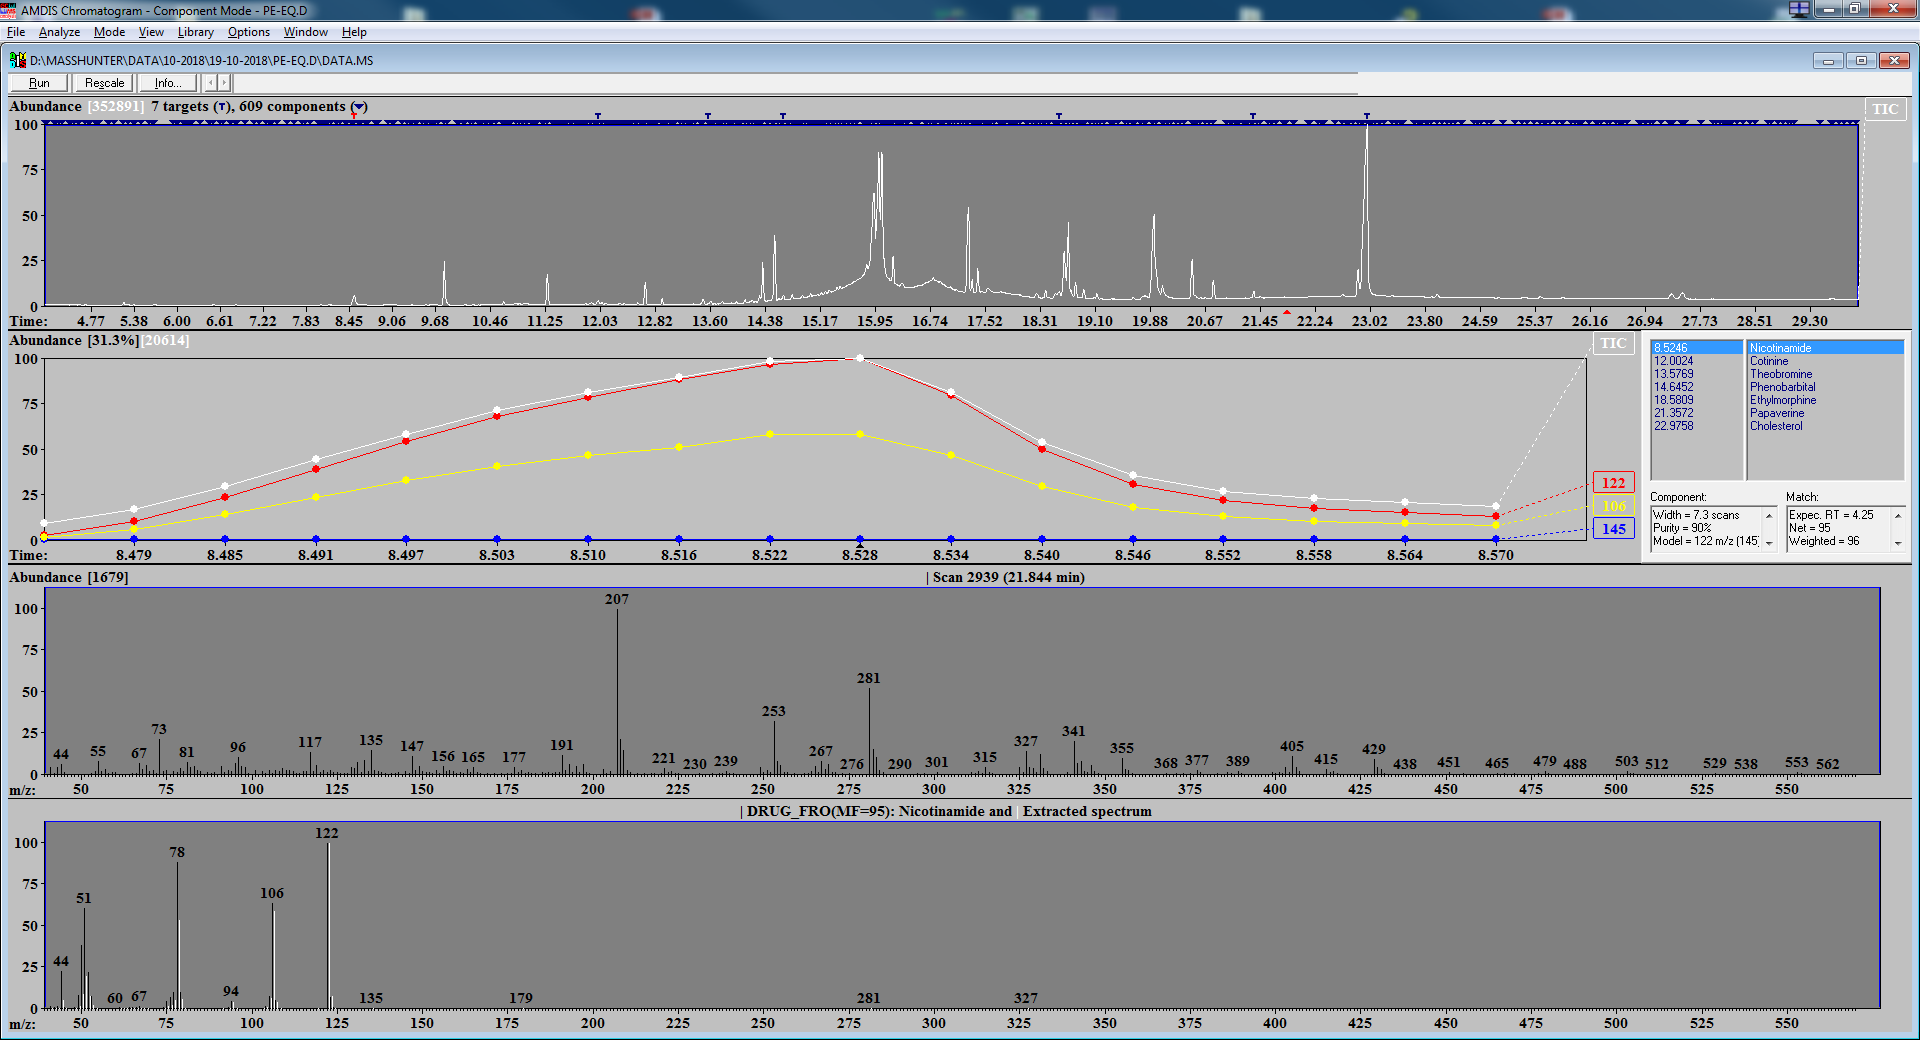 AMDIS Chromatogram - Component Mode - PE-EQ.D
File Analyze Mode View Library Options Window Help
D:\MASSHUNTER\DATA\10-2018\19-10-2018\PE-EQ.D\DATA.MS
Run Rescale Info...
Abundance [352891] 7 targets (T), 609 components (▼)
TIC
100
75
50
25
0
Time: 4.77 5.38 6.00 6.61 7.22 7.83 8.45 9.06 9.68 10.46 11.25 12.03 12.82 13.60 14.38 15.17 15.95 16.74 17.52 18.31 19.10 19.88 20.67 21.45 22.24 23.02 23.80 24.59 25.37 26.16 26.94 27.73 28.51 29.30
Abundance [31.3%][20614]
TIC
100
75
50
25
0
122
106
145
Time: 8.479 8.485 8.491 8.497 8.503 8.510 8.516 8.522 8.528 8.534 8.540 8.546 8.552 8.558 8.564 8.570
8.5246 Nicotinamide
12.0024 Cotinine
13.5769 Theobromine
14.6452 Phenobarbital
18.5809 Ethylmorphine
21.3572 Papaverine
22.9758 Cholesterol
Component: Match:
Width = 7.3 scans Expec. RT = 4.25
Purity = 90% Net = 95
Model = 122 m/z (145) Weighted = 96
Abundance [1679] | Scan 2939 (21.844 min)
100
75
50
25
0
44 55 67 73 81 96 117 135 147 156 165 177 191 207 221 230 239 253 267 276 281 290 301 315 327 341 355 368 377 389 405 415 429 438 451 465 479 488 503 512 529 538 553 562
m/z: 50 75 100 125 150 175 200 225 250 275 300 325 350 375 400 425 450 475 500 525 550
| DRUG_FRO(MF=95): Nicotinamide and | Extracted spectrum
100
75
50
25
0
44 51 60 67 78 94 106 122 135 179 281 327
m/z: 50 75 100 125 150 175 200 225 250 275 300 325 350 375 400 425 450 475 500 525 550